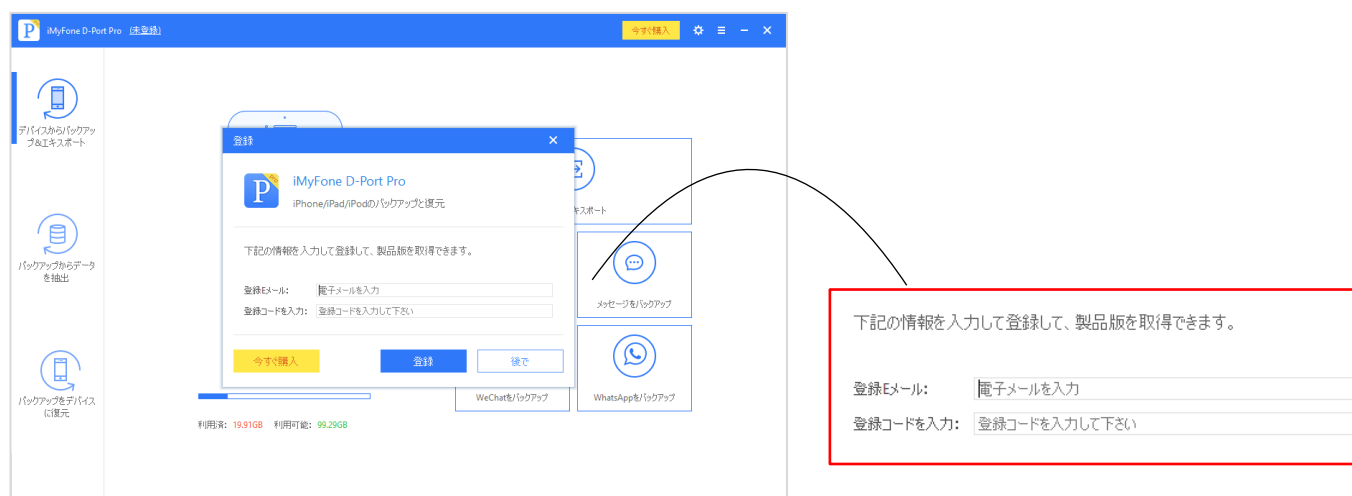 P iMyFone D-Port Pro (未登録) 今すぐ購入
デバイスからバックアッ
プ&エキスポート
バックアップからデータ
を抽出
バックアップをデバイス
に復元
登録
P iMyFone D-Port Pro
iPhone/iPad/iPodのバックアップと復元
下記の情報を入力して登録して、製品版を取得できます。
登録Eメール: 電子メールを入力
登録コードを入力: 登録コードを入力して下さい
今すぐ購入 登録 後で
キスポート
メッセージをバックアップ
WeChatをバックアップ
WhatsAppをバックアップ
利用済: 19.91GB 利用可能: 99.29GB
下記の情報を入力して登録して、製品版を取得できます。
登録Eメール: 電子メールを入力
登録コードを入力: 登録コードを入力して下さい